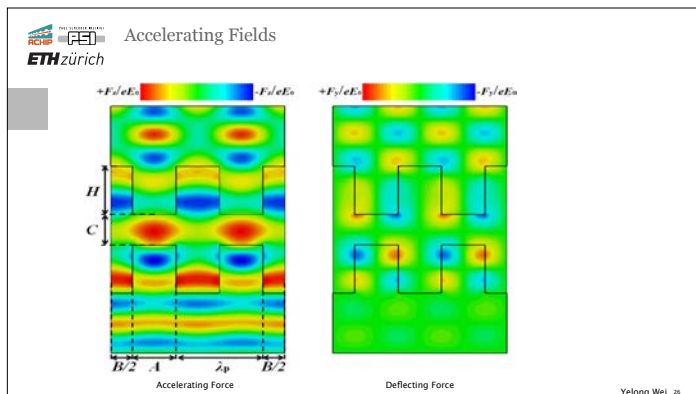 Accelerating Fields
ACHIP
PSI
ETH zürich
+Fz/eE0 -Fz/eE0
+Fy/eE0 -Fy/eE0
H
C
B/2 A λp B/2
Accelerating Force
Deflecting Force
Yelong Wei 26